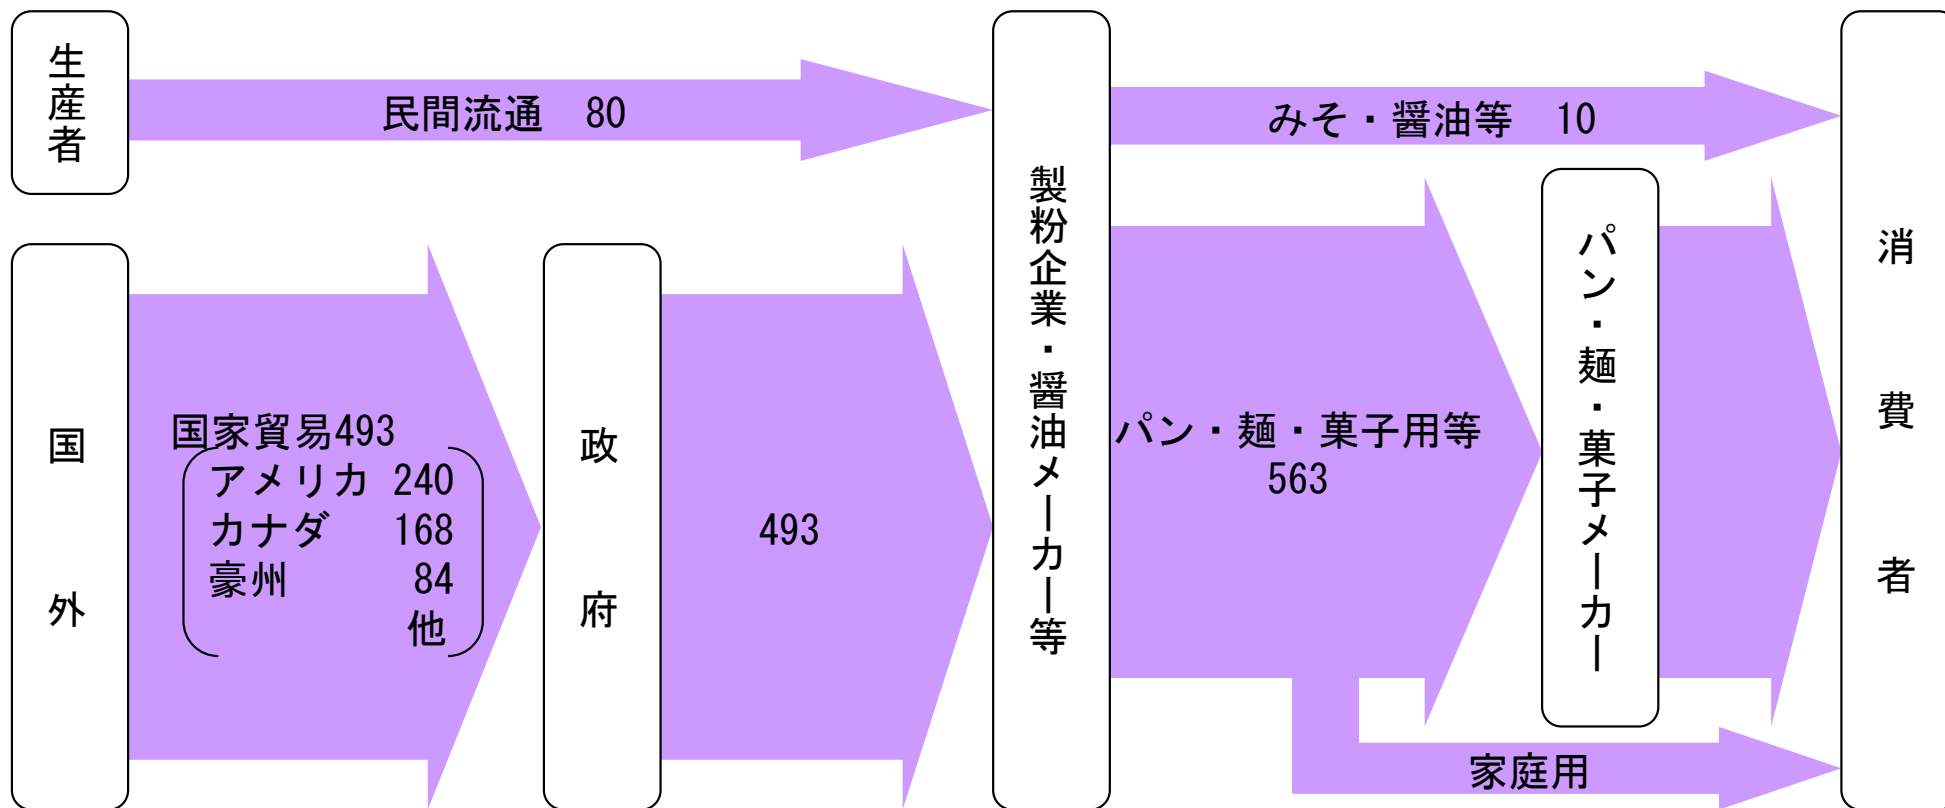 生産者
民間流通 80
国外
国家貿易493
アメリカ 240
カナダ 168
豪州 84
他
政府
493
製粉企業・醤油メーカー等
みそ・醤油等 10
パン・麺・菓子用等
563
パン・麺・菓子メーカー
家庭用
消費者